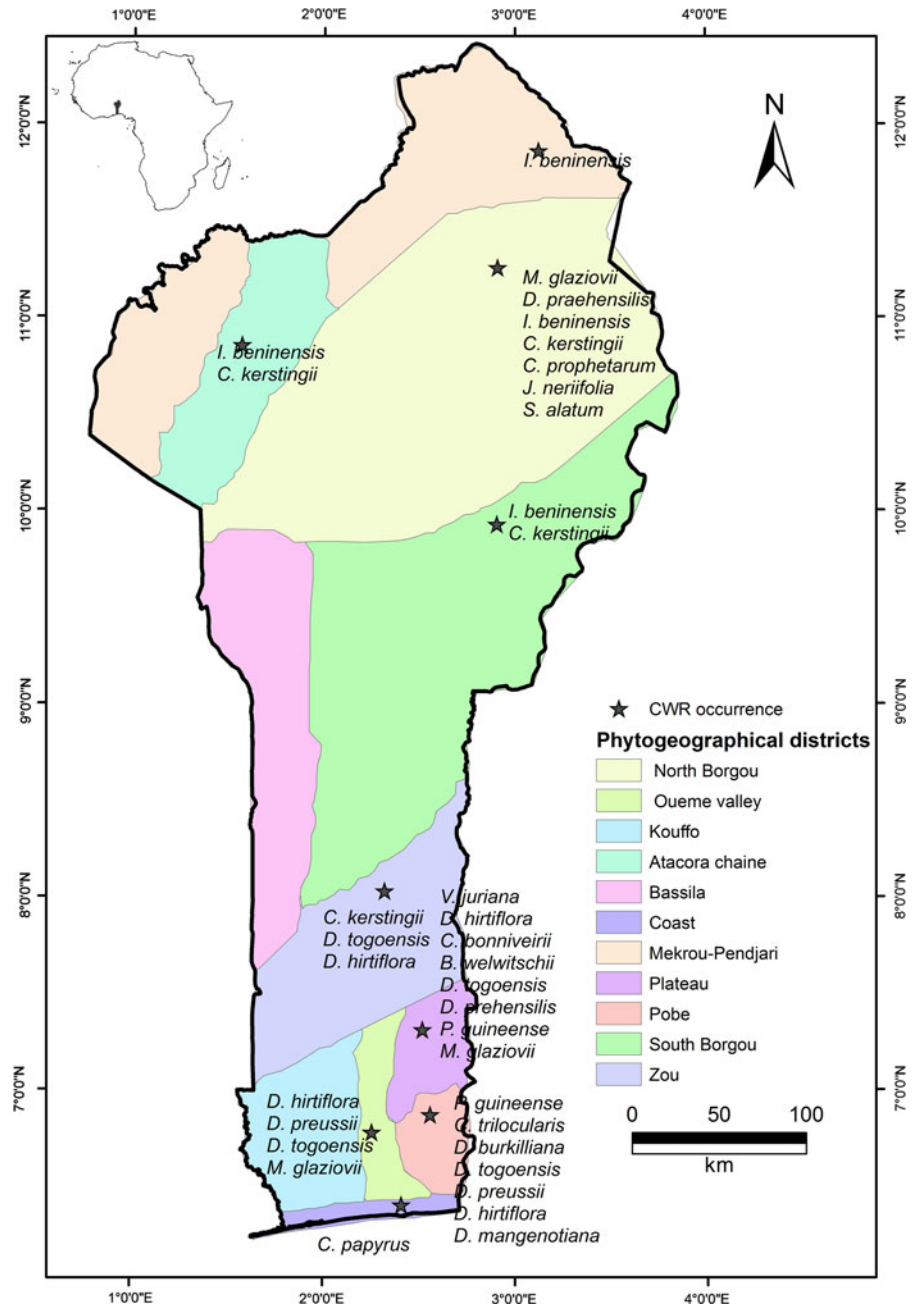 1°0'0"E 2°0'0"E 3°0'0"E 4°0'0"E
12°0'0"N
11°0'0"N
10°0'0"N
9°0'0"N
8°0'0"N
7°0'0"N
N
12°0'0"N
11°0'0"N
10°0'0"N
9°0'0"N
8°0'0"N
7°0'0"N
I. beninensis
M. glaziovii
D. praehensilis
I. beninensis
C. kerstingii
C. prophetarum
J. neriifolia
S. alatum
I. beninensis
C. kerstingii
I. beninensis
C. kerstingii
C. kerstingii
D. togoensis
D. hirtiflora
V. juriana
D. hirtiflora
C. bonniveirii
B. welwitschii
D. togoensis
D. prehensilis
P. guineense
M. glaziovii
D. hirtiflora
D. preussii
D. togoensis
M. glaziovii
P. guineense
C. trilocularis
D. burkilliana
D. togoensis
D. preussii
D. hirtiflora
D. mangenotiana
C. papyrus
CWR occurrence
Phytogeographical districts
North Borgou
Oueme valley
Kouffo
Atacora chaine
Bassila
Coast
Mekrou-Pendjari
Plateau
Pobe
South Borgou
Zou
0 100
km
1°0'0"E 2°0'0"E 3°0'0"E 4°0'0"E